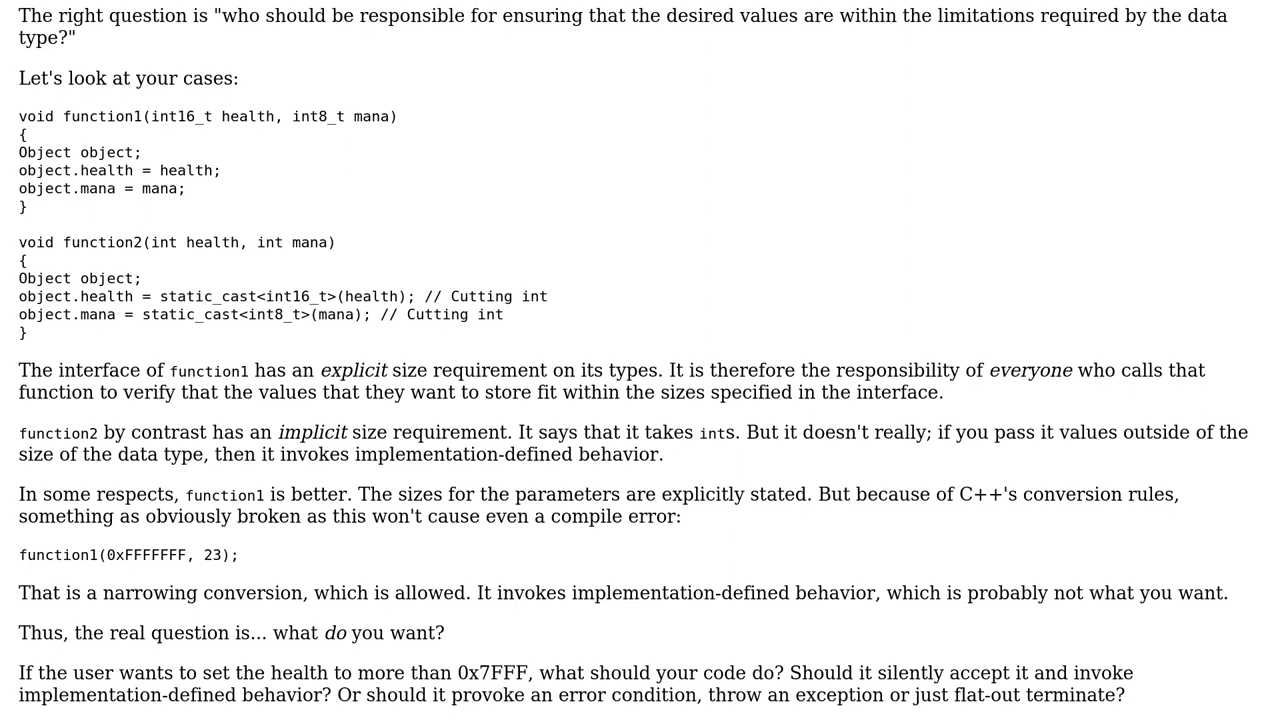 The right question is "who should be responsible for ensuring that the desired values are within the limitations required by the data
type?"
Let's look at your cases:
void function1(int16_t health, int8_t mana)
{
Object object;
object.health = health;
object.mana = mana;
}
void function2(int health, int mana)
{
Object object;
object.health = static_cast<int16_t>(health); // Cutting int
object.mana = static_cast<int8_t>(mana); // Cutting int
}
The interface of function1 has an explicit size requirement on its types. It is therefore the responsibility of everyone who calls that
function to verify that the values that they want to store fit within the sizes specified in the interface.
function2 by contrast has an implicit size requirement. It says that it takes ints. But it doesn't really; if you pass it values outside of the
size of the data type, then it invokes implementation-defined behavior.
In some respects, function1 is better. The sizes for the parameters are explicitly stated. But because of C++'s conversion rules,
something as obviously broken as this won't cause even a compile error:
function1(0xFFFFFFF, 23);
That is a narrowing conversion, which is allowed. It invokes implementation-defined behavior, which is probably not what you want.
Thus, the real question is... what do you want?
If the user wants to set the health to more than 0x7FFF, what should your code do? Should it silently accept it and invoke
implementation-defined behavior? Or should it provoke an error condition, throw an exception or just flat-out terminate?